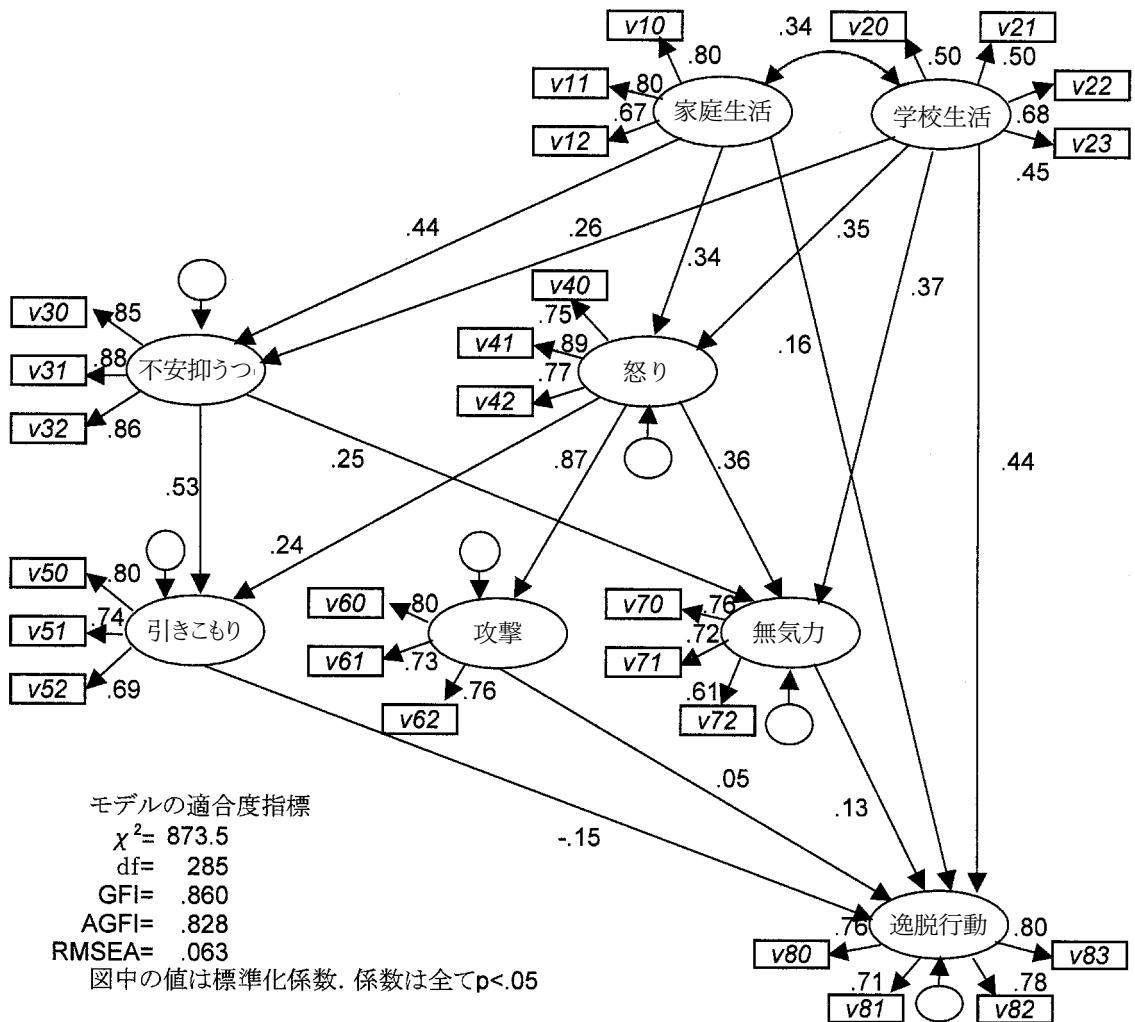 v10
.34
v20
v21
.80
.50
.50
v11
.80
家庭生活
学校生活
v22
.67
.68
v12
v23
.45
.44
.26
.34
.35
.37
v40
.75
v30
.85
v41
.89
.16
v31
.88
不安抑うつ
怒り
v42
.77
v32
.86
.25
.87
.36
.44
.53
.24
v50
.80
v60
.80
v70
.76
v51
.74
引きこもり
攻撃
無気力
v61
.73
v71
.72
v52
.69
v62
.76
.61
v72
.05
.13
-.15
モデルの適合度指標
χ²= 873.5
df= 285
GFI= .860
AGFI= .828
RMSEA= .063
図中の値は標準化係数. 係数は全てp<.05
.76
逸脱行動
.80
v80
v83
.71
.78
v81
v82